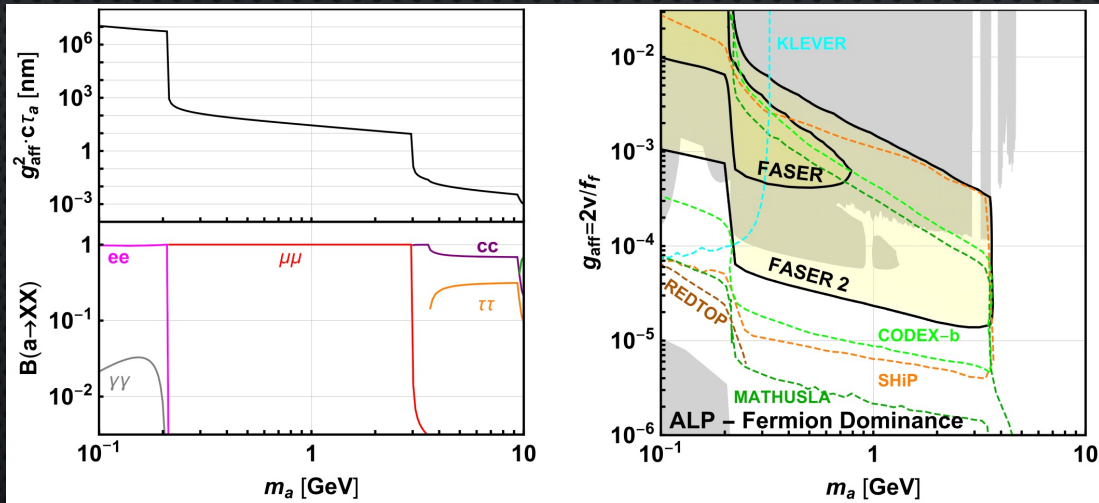 g²aff·cτa [nm]
10⁶
10³
1
10⁻³
B(a→XX)
1
10⁻¹
10⁻²
ee
μμ
cc
ττ
γγ
10⁻¹
1
10
ma [GeV]
gaff=2v/ff
10⁻²
10⁻³
10⁻⁴
10⁻⁵
10⁻⁶
KLEVER
FASER
FASER 2
REDTOP
CODEX–b
SHiP
MATHUSLA
ALP – Fermion Dominance
10⁻¹
1
10
ma [GeV]